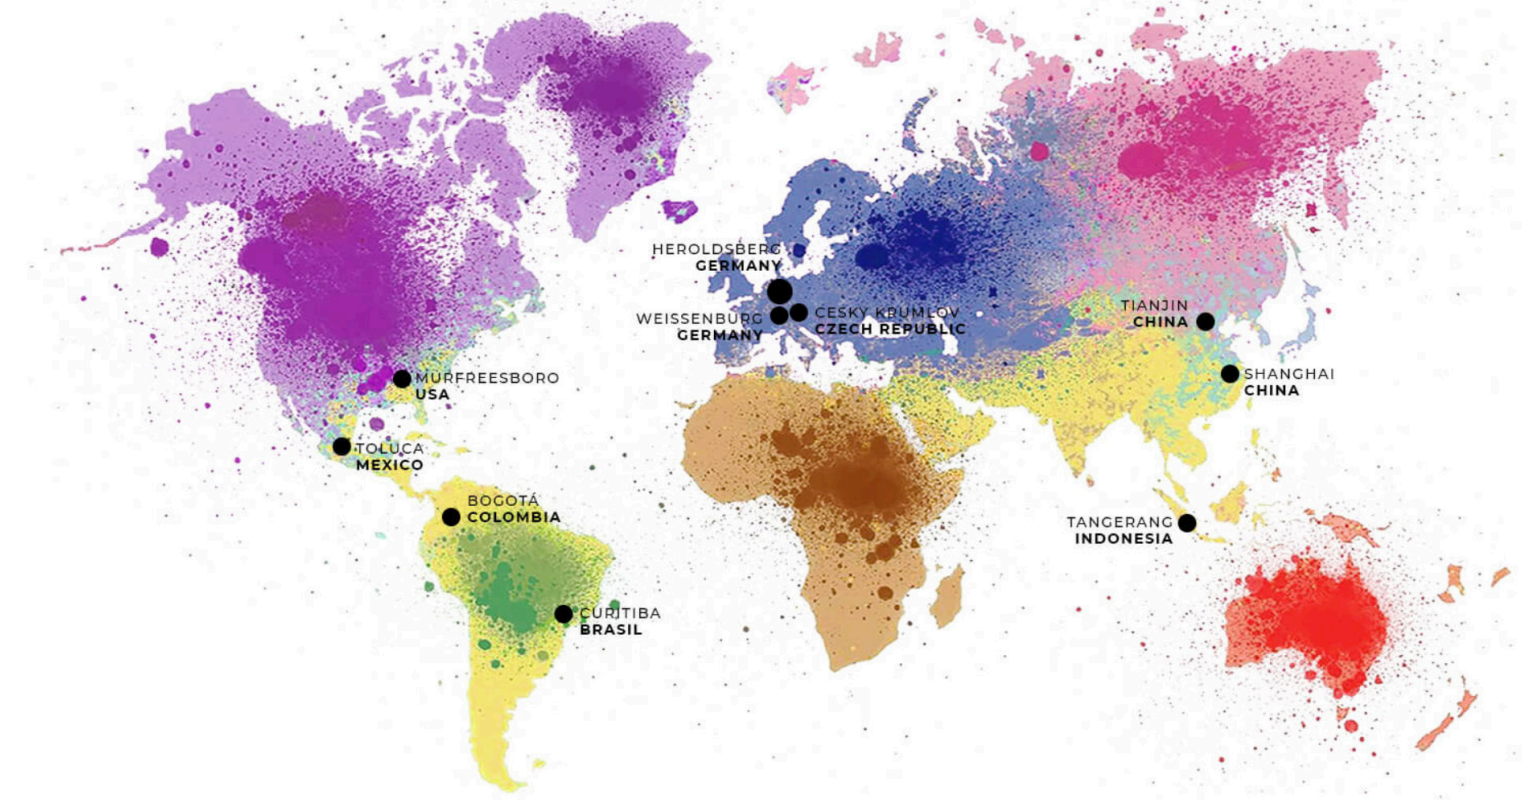 HEROLDSBERG
GERMANY
WEISSENBURG
GERMANY
CESKY KRUMLOV
CZECH REPUBLIC
TIANJIN
CHINA
SHANGHAI
CHINA
MURFREESBORO
USA
TOLUCA
MEXICO
BOGOTÁ
COLOMBIA
TANGERANG
INDONESIA
CURITIBA
BRASIL